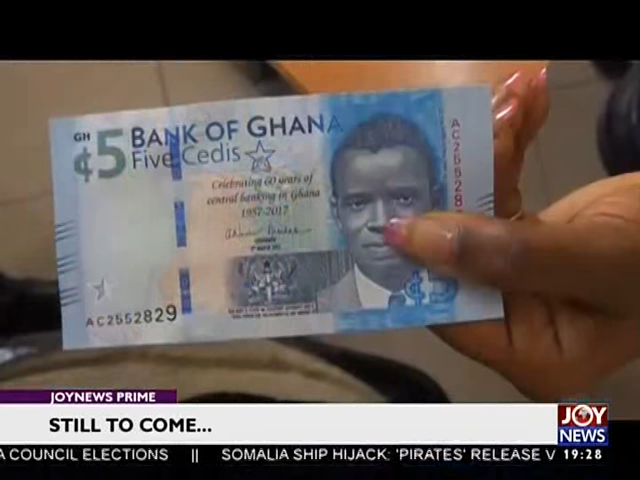 GH
₵5
BANK OF GHANA
Five Cedis
Celebrating 60 years of
central banking in Ghana
1957-2017
AC2552829
JOYNEWS PRIME
STILL TO COME...
JOY
NEWS
A COUNCIL ELECTIONS || SOMALIA SHIP HIJACK: 'PIRATES' RELEASE V 19:28